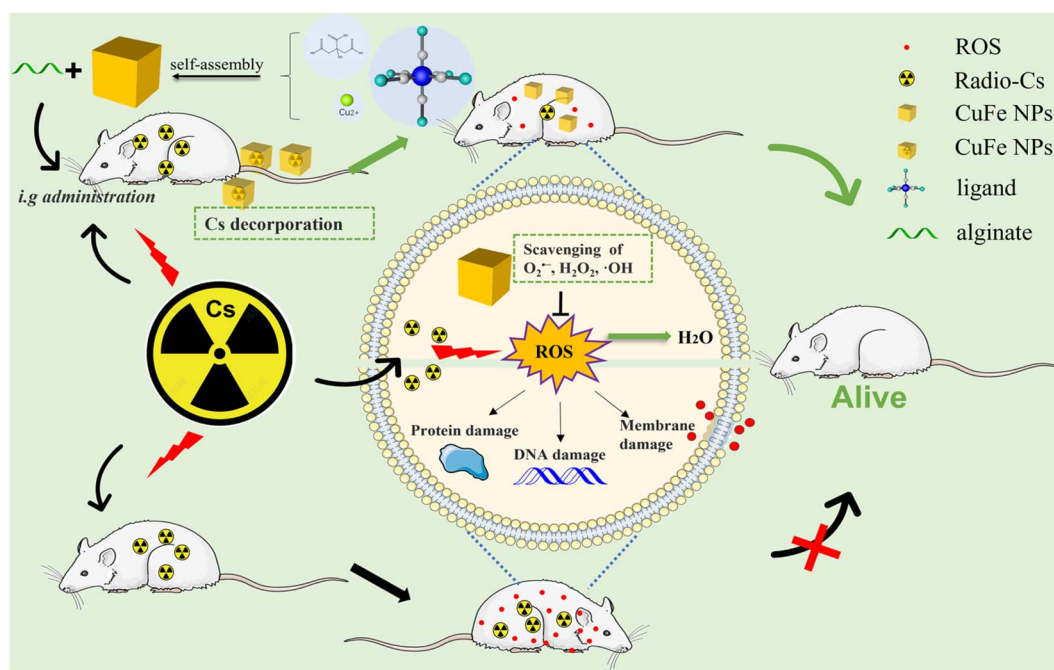 self-assembly
Cu2+
i.g administration
Cs decorporation
ROS
Radio-Cs
CuFe NPs
CuFe NPs
ligand
alginate
Cs
Scavenging of
O₂•⁻, H₂O₂, ·OH
ROS
H2O
Protein damage
DNA damage
Membrane
damage
Alive